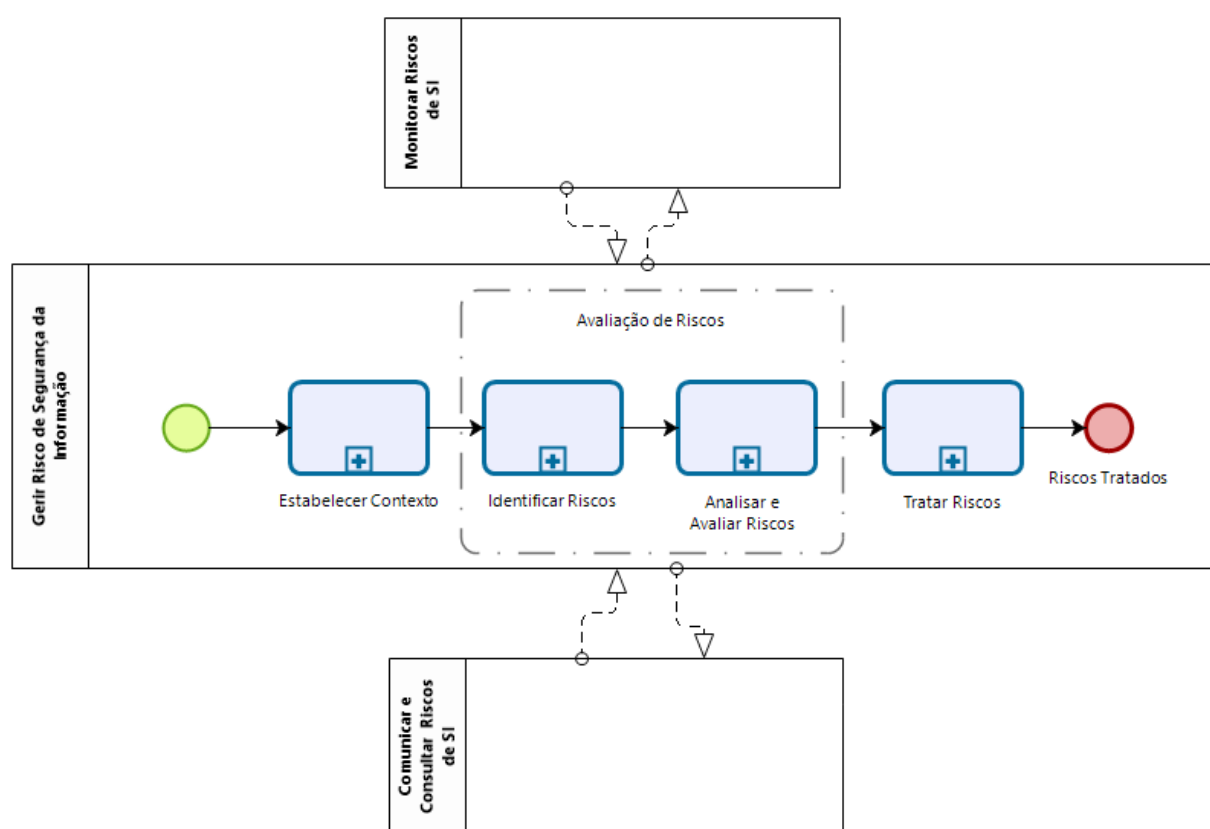 Monitorar Riscos
de SI
Gerir Risco de Segurança da
Informação
Avaliação de Riscos
Estabelecer Contexto
Identificar Riscos
Analisar e
Avaliar Riscos
Tratar Riscos
Riscos Tratados
Comunicar e
Consultar Riscos
de SI